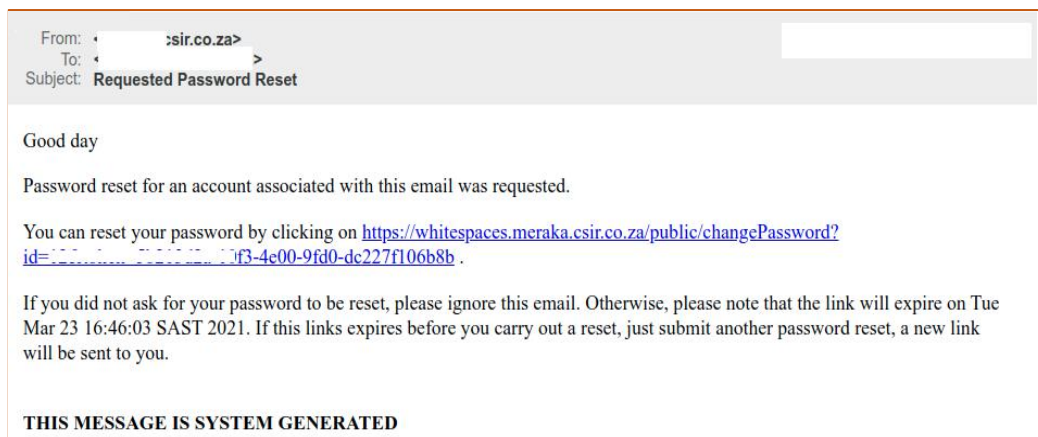 From: < csir.co.za>
To: < >
Subject: Requested Password Reset
Good day
Password reset for an account associated with this email was requested.
You can reset your password by clicking on https://whitespaces.meraka.csir.co.za/public/changePassword?
id= f3-4e00-9fd0-dc227f106b8b .
If you did not ask for your password to be reset, please ignore this email. Otherwise, please note that the link will expire on Tue
Mar 23 16:46:03 SAST 2021. If this links expires before you carry out a reset, just submit another password reset, a new link
will be sent to you.
THIS MESSAGE IS SYSTEM GENERATED